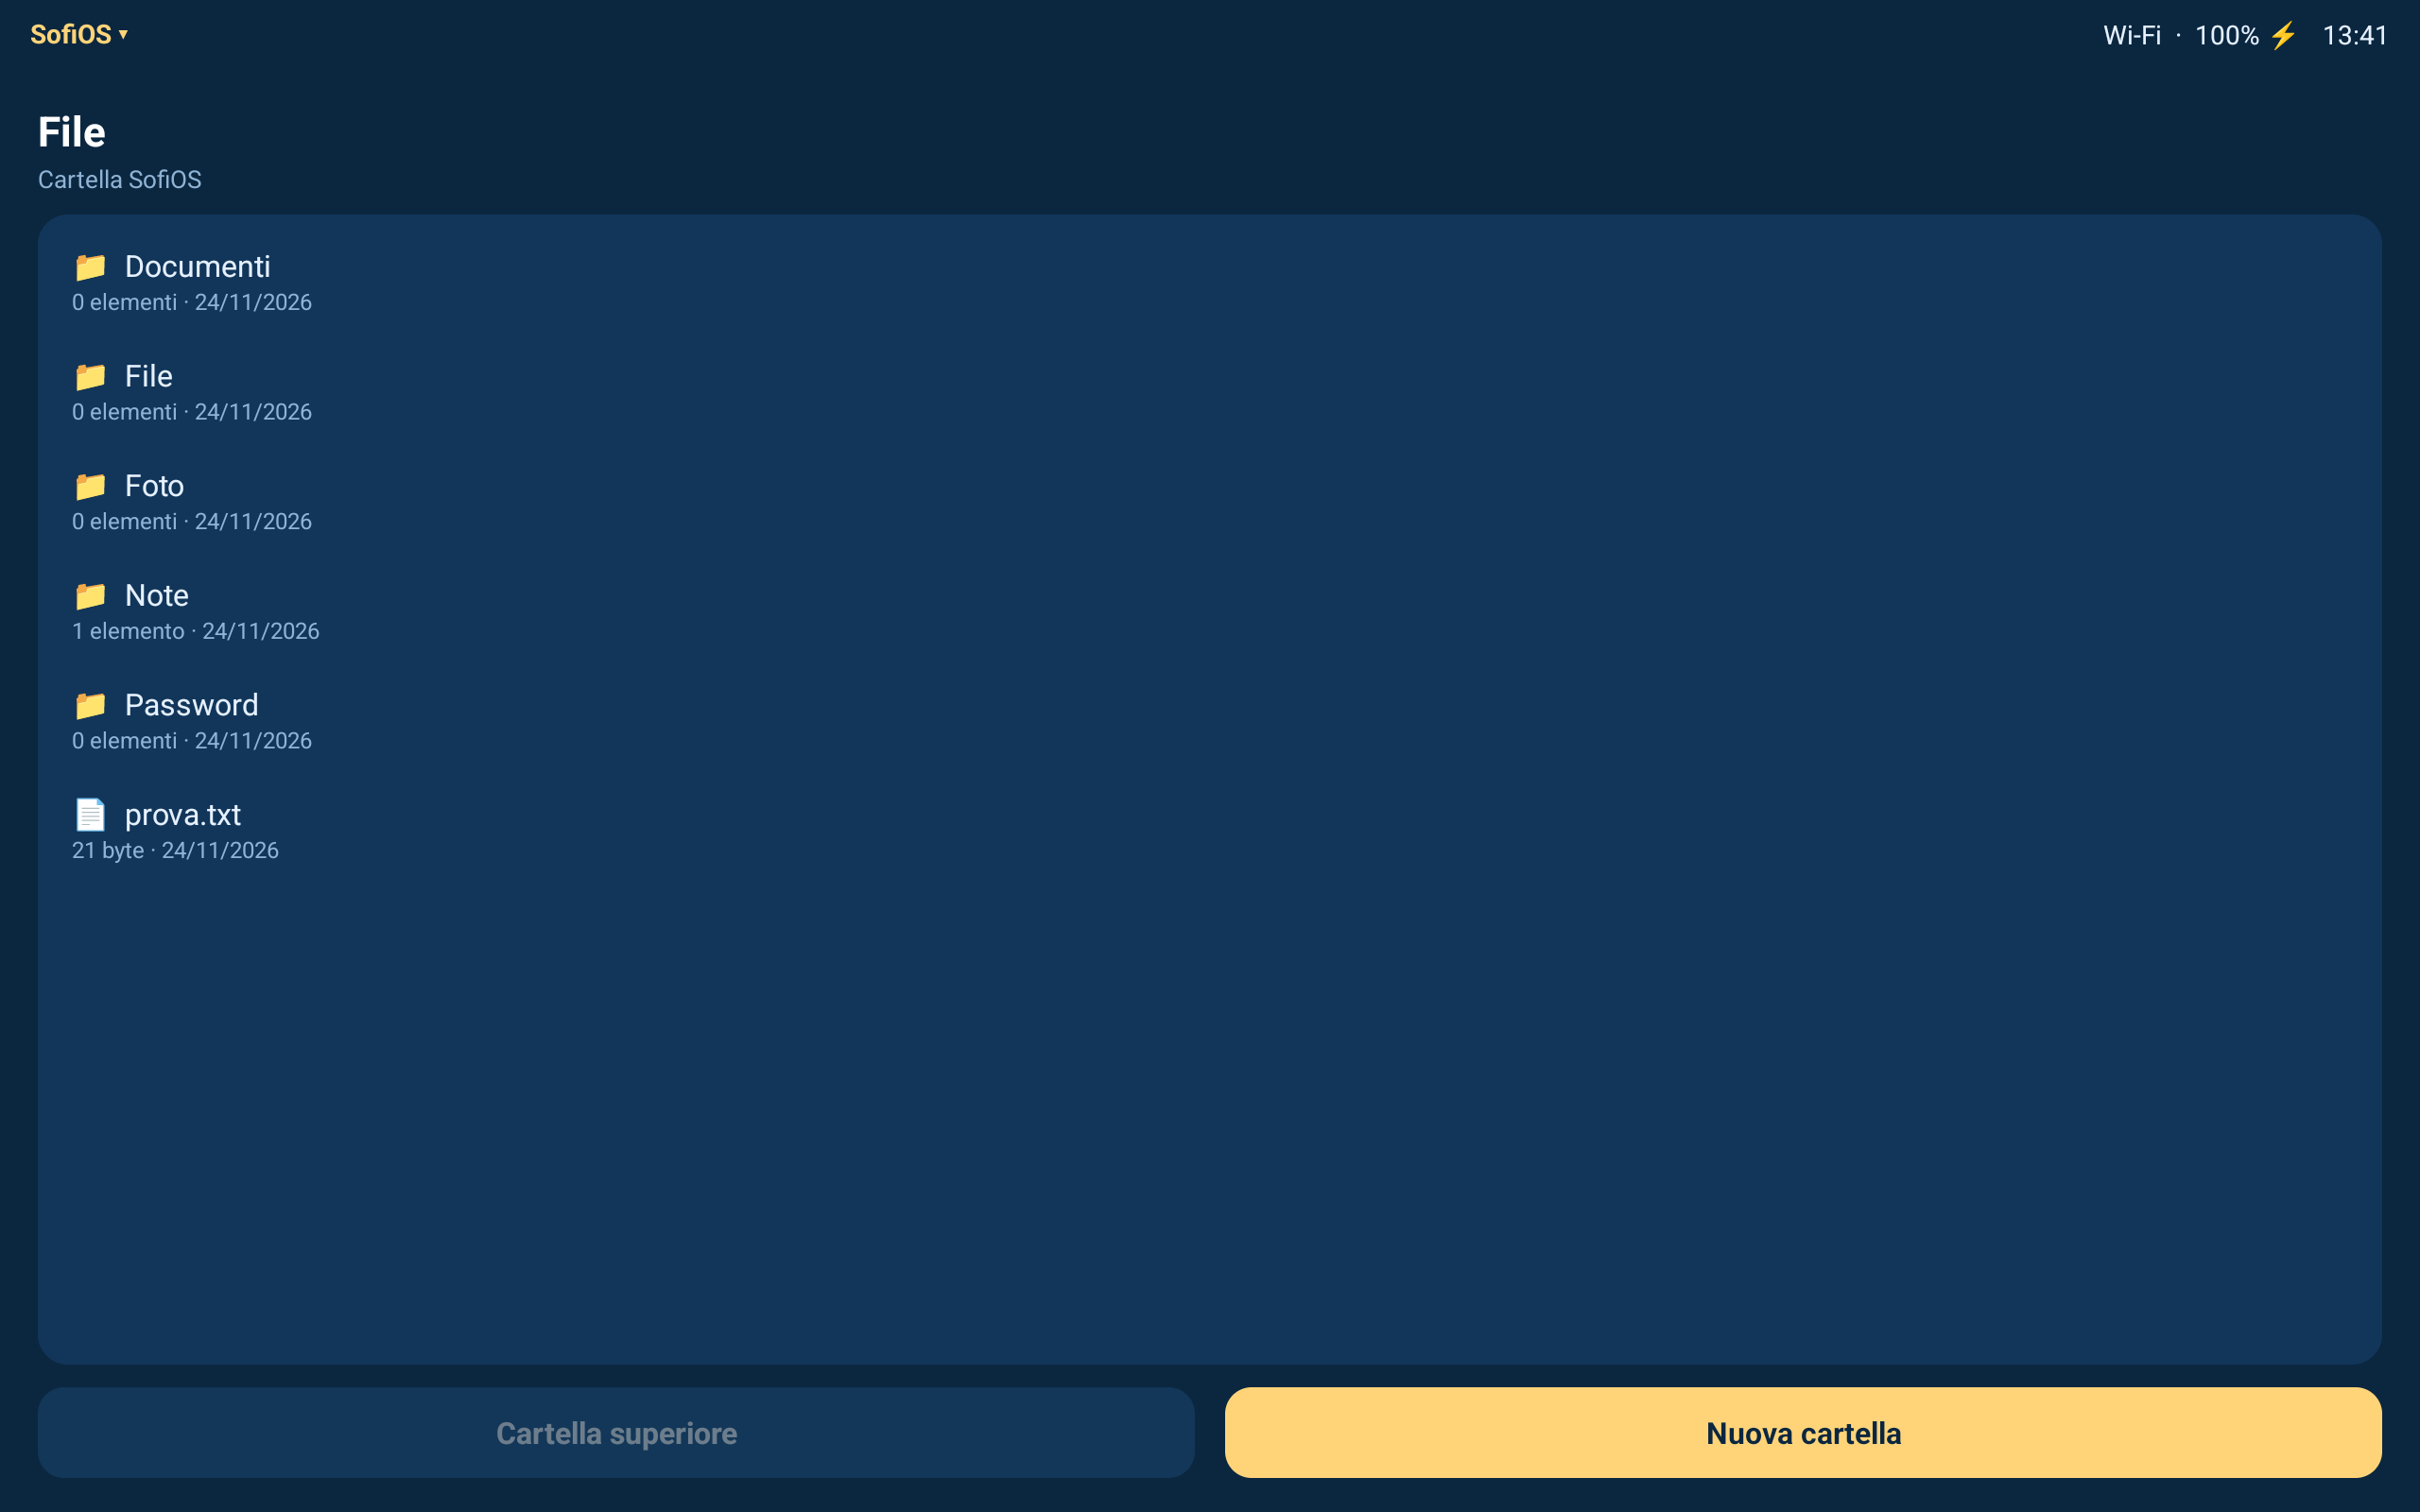 SofiOS ▾
Wi-Fi · 100% ⚡ 13:41
File
Cartella SofiOS
Documenti
0 elementi · 24/11/2026
File
0 elementi · 24/11/2026
Foto
0 elementi · 24/11/2026
Note
1 elemento · 24/11/2026
Password
0 elementi · 24/11/2026
prova.txt
21 byte · 24/11/2026
Cartella superiore
Nuova cartella